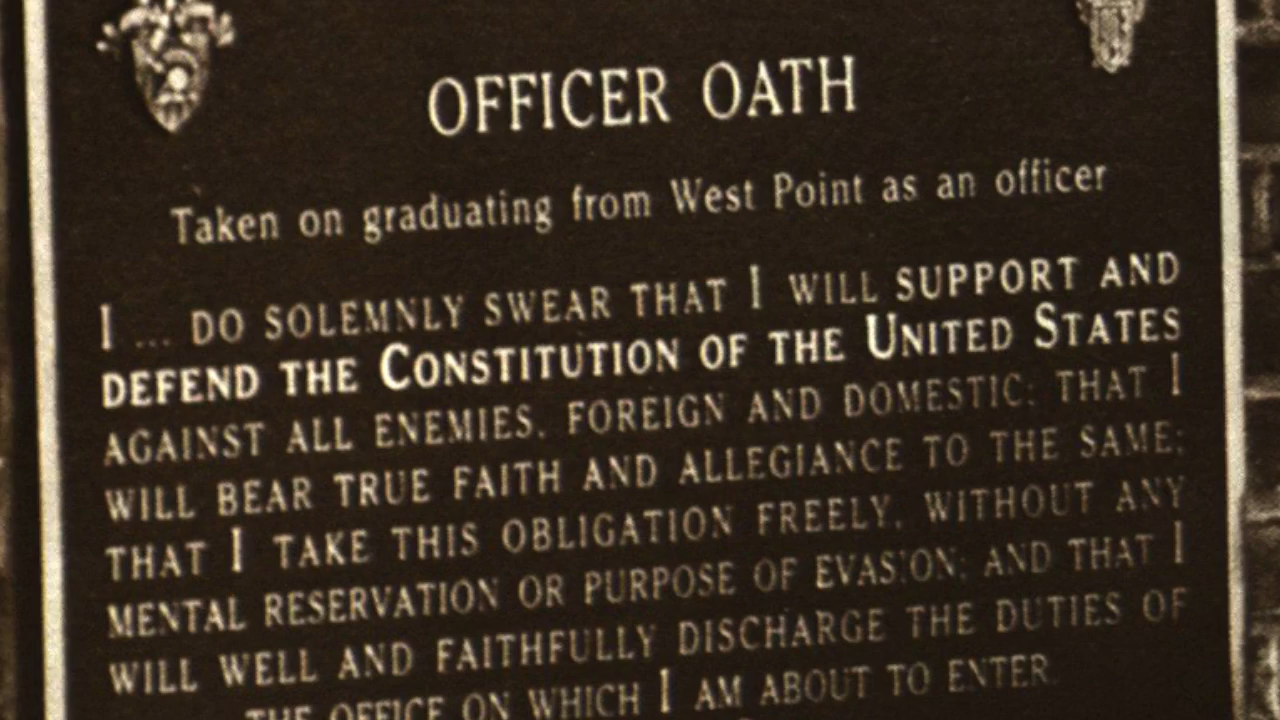 OFFICER OATH
Taken on graduating from West Point as an officer
I ... DO SOLEMNLY SWEAR THAT I WILL SUPPORT AND
DEFEND THE CONSTITUTION OF THE UNITED STATES
AGAINST ALL ENEMIES, FOREIGN AND DOMESTIC; THAT I
WILL BEAR TRUE FAITH AND ALLEGIANCE TO THE SAME;
THAT I TAKE THIS OBLIGATION FREELY, WITHOUT ANY
MENTAL RESERVATION OR PURPOSE OF EVASION; AND THAT I
WILL WELL AND FAITHFULLY DISCHARGE THE DUTIES OF
THE OFFICE ON WHICH I AM ABOUT TO ENTER.